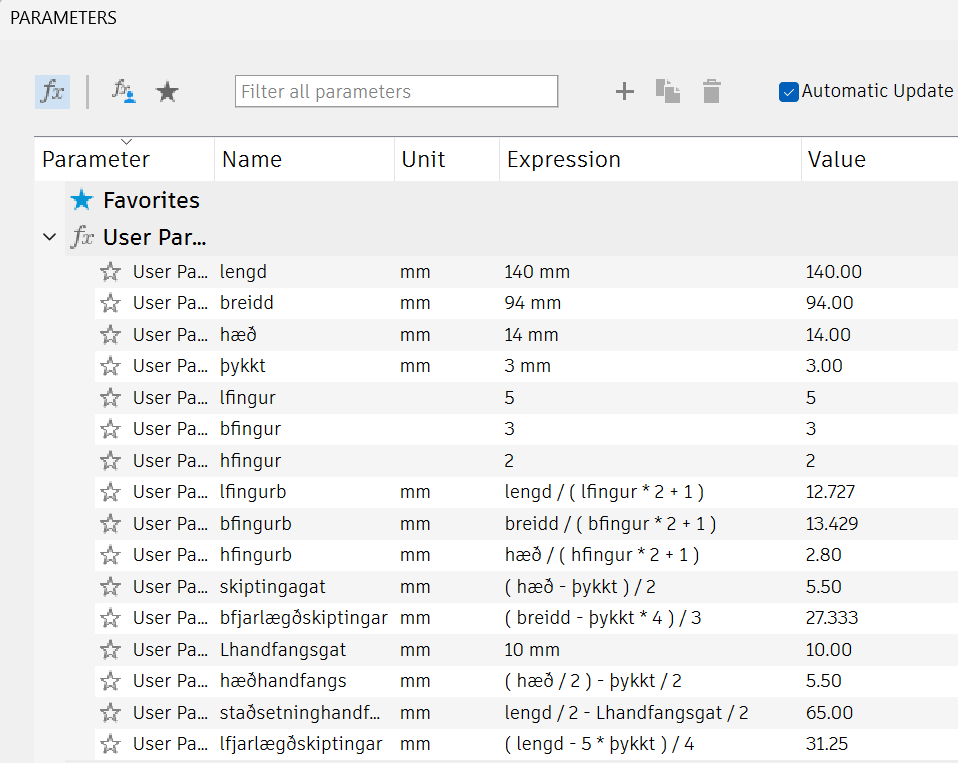 PARAMETERS
fx fx Filter all parameters Automatic Update
Parameter Name Unit Expression Value
Favorites
fx User Par...
User Pa... lengd mm 140 mm 140.00
User Pa... breidd mm 94 mm 94.00
User Pa... hæð mm 14 mm 14.00
User Pa... þykkt mm 3 mm 3.00
User Pa... lfingur 5 5
User Pa... bfingur 3 3
User Pa... hfingur 2 2
User Pa... lfingurb mm lengd / ( lfingur * 2 + 1 ) 12.727
User Pa... bfingurb mm breidd / ( bfingur * 2 + 1 ) 13.429
User Pa... hfingurb mm hæð / ( hfingur * 2 + 1 ) 2.80
User Pa... skiptingagat mm ( hæð - þykkt ) / 2 5.50
User Pa... bfjarlægðskiptingar mm ( breidd - þykkt * 4 ) / 3 27.333
User Pa... Lhandfangsgat mm 10 mm 10.00
User Pa... hæðhandfangs mm ( hæð / 2 ) - þykkt / 2 5.50
User Pa... staðsetninghandf... mm lengd / 2 - Lhandfangsgat / 2 65.00
User Pa... lfjarlægðskiptingar mm ( lengd - 5 * þykkt ) / 4 31.25